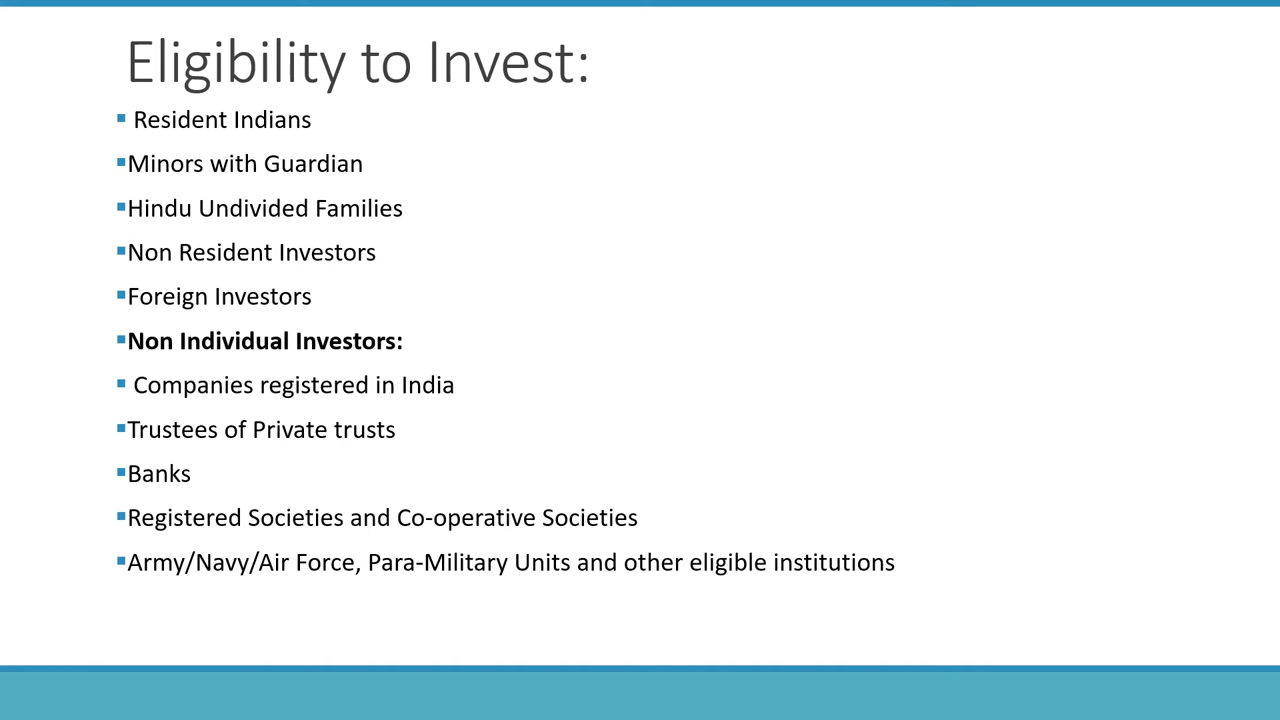 Eligibility to Invest:
▪ Resident Indians
▪Minors with Guardian
▪Hindu Undivided Families
▪Non Resident Investors
▪Foreign Investors
▪Non Individual Investors:
▪ Companies registered in India
▪Trustees of Private trusts
▪Banks
▪Registered Societies and Co-operative Societies
▪Army/Navy/Air Force, Para-Military Units and other eligible institutions